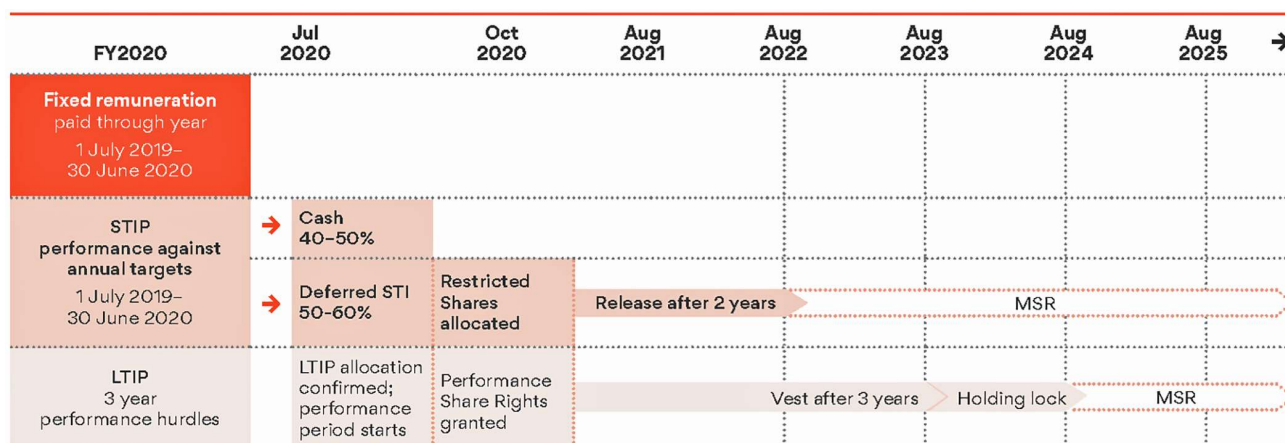 FY2020
Jul
2020
Oct
2020
Aug
2021
Aug
2022
Aug
2023
Aug
2024
Aug
2025
Fixed remuneration
paid through year
1 July 2019–
30 June 2020
STIP
performance against
annual targets
1 July 2019–
30 June 2020
Cash
40–50%
Deferred STI
50-60%
Restricted
Shares
allocated
Release after 2 years
MSR
LTIP
3 year
performance hurdles
LTIP allocation
confirmed;
performance
period starts
Performance
Share Rights
granted
Vest after 3 years
Holding lock
MSR